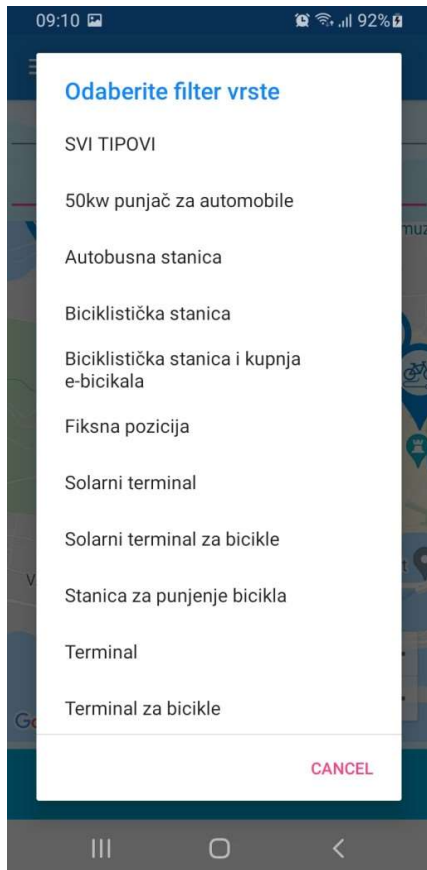 09:10
92%
Odaberite filter vrste
SVI TIPOVI
50kw punjač za automobile
Autobusna stanica
Biciklistička stanica
Biciklistička stanica i kupnja
e-bicikala
Fiksna pozicija
Solarni terminal
Solarni terminal za bicikle
Stanica za punjenje bicikla
Terminal
Terminal za bicikle
CANCEL